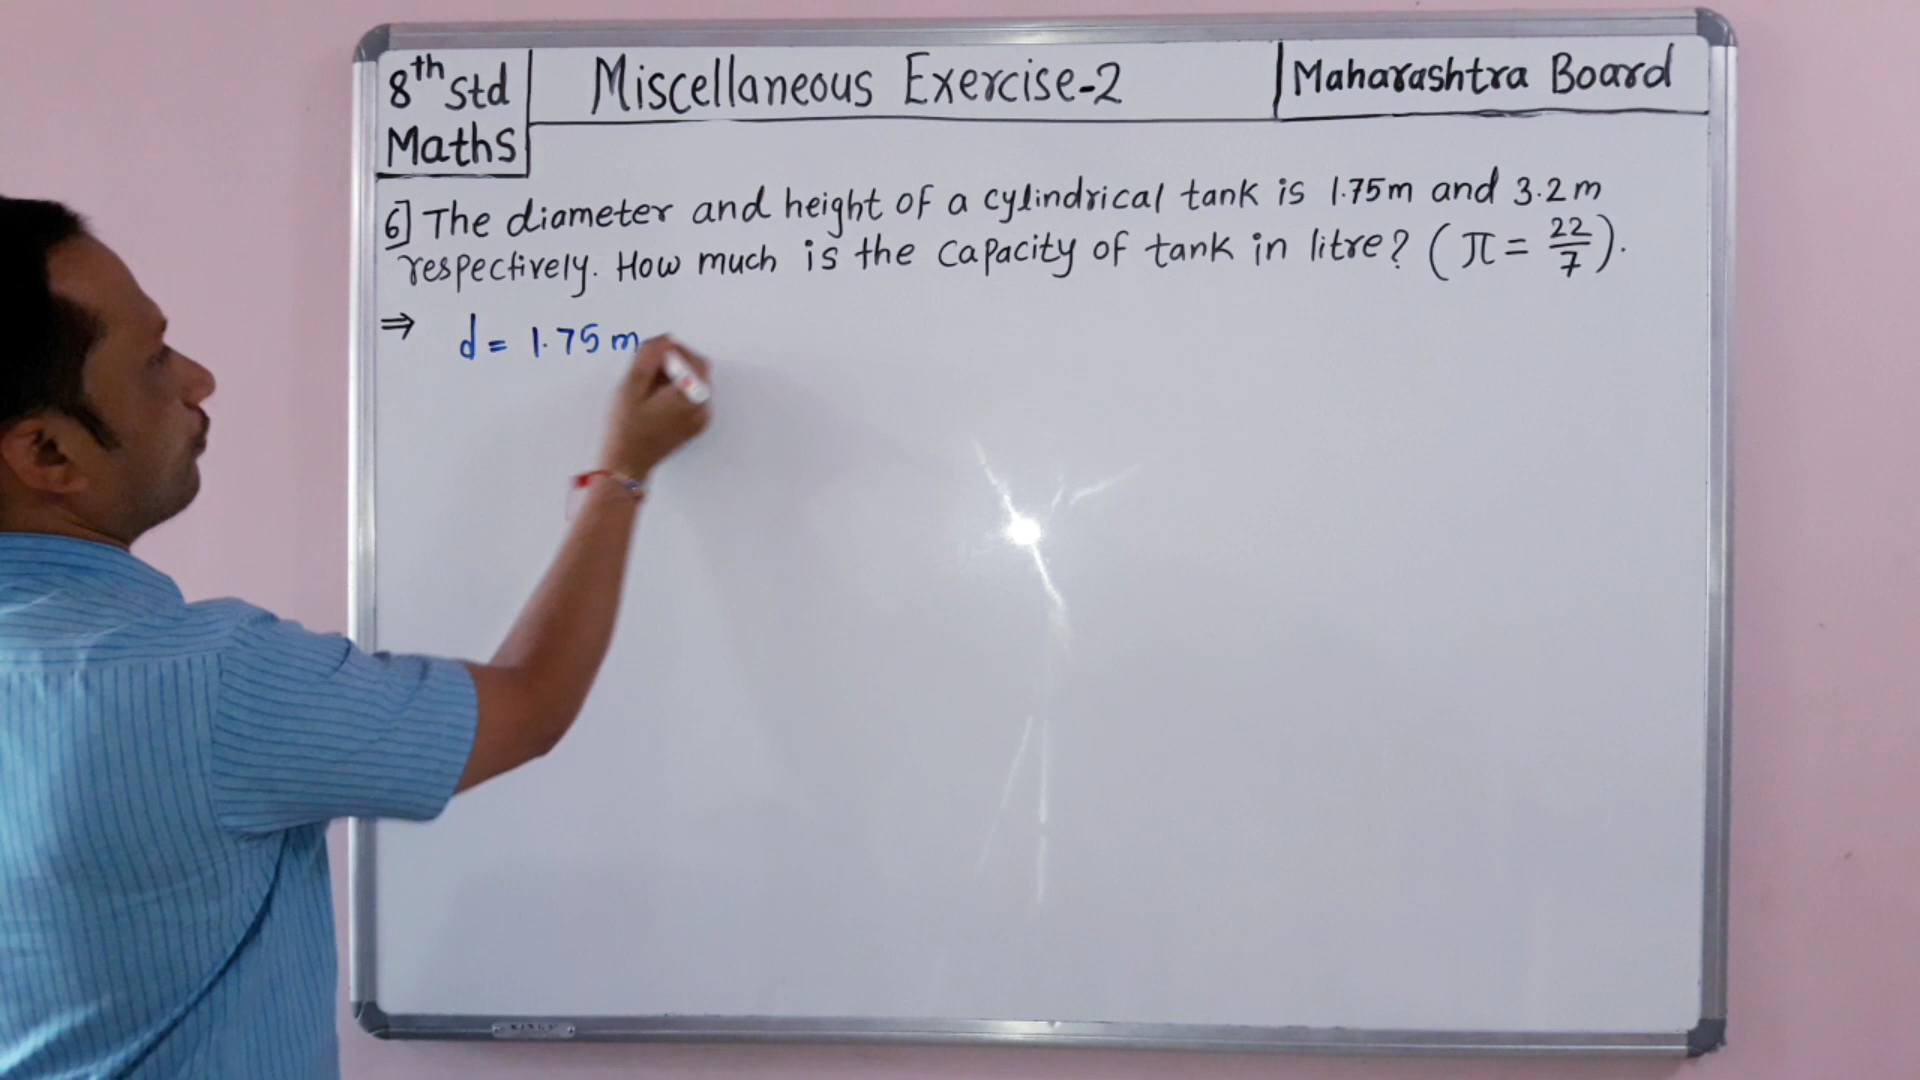 8th std
Maths
Miscellaneous Exercise-2
Maharashtra Board
6] The diameter and height of a cylindrical tank is 1.75m and 3.2m
respectively. How much is the capacity of tank in litre? (π = 22/7).
⇒ d = 1.75 m